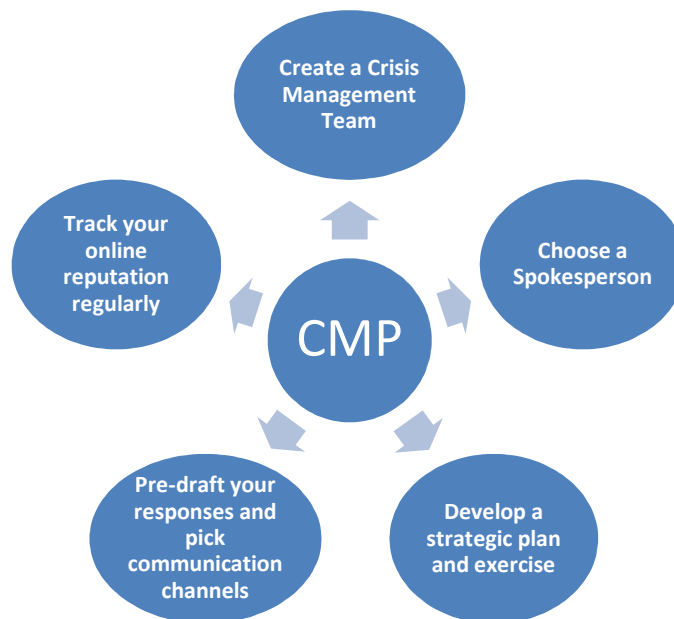 Create a Crisis
Management
Team
Track your
online
reputation
regularly
Choose a
Spokesperson
CMP
Pre-draft your
responses and
pick
communication
channels
Develop a
strategic plan
and exercise